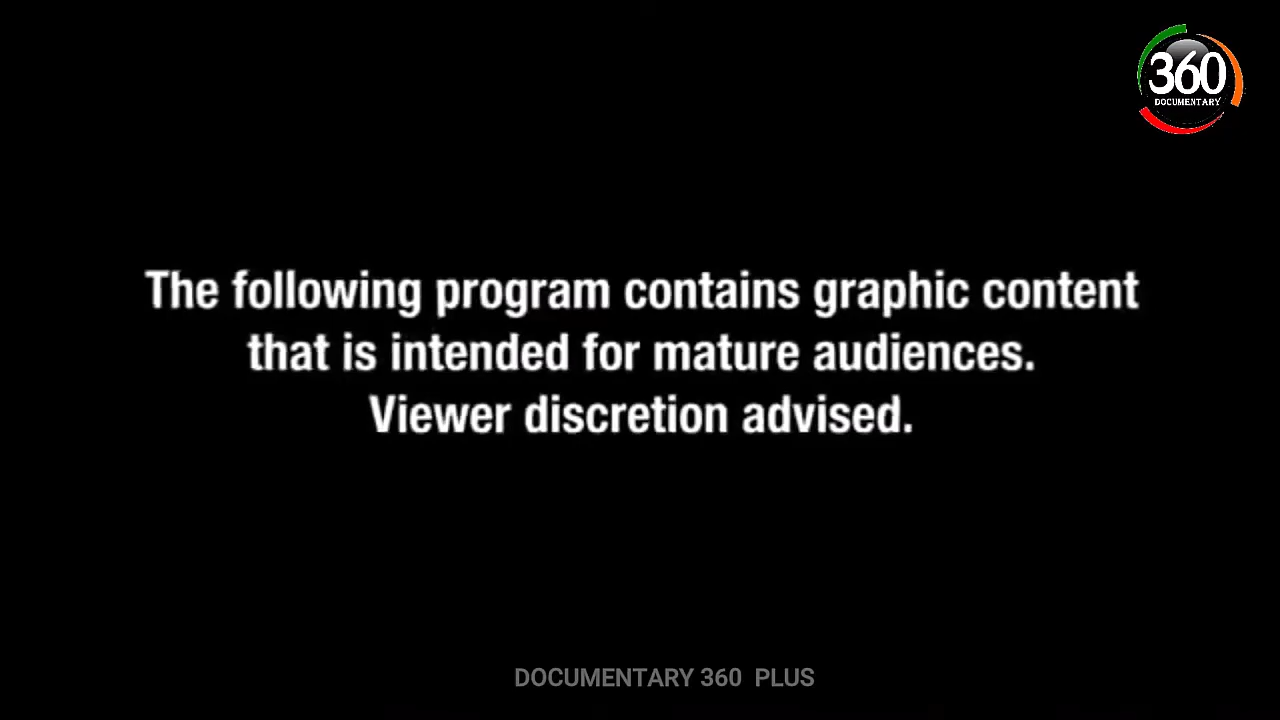 360
DOCUMENTARY
The following program contains graphic content
that is intended for mature audiences.
Viewer discretion advised.
DOCUMENTARY 360 PLUS